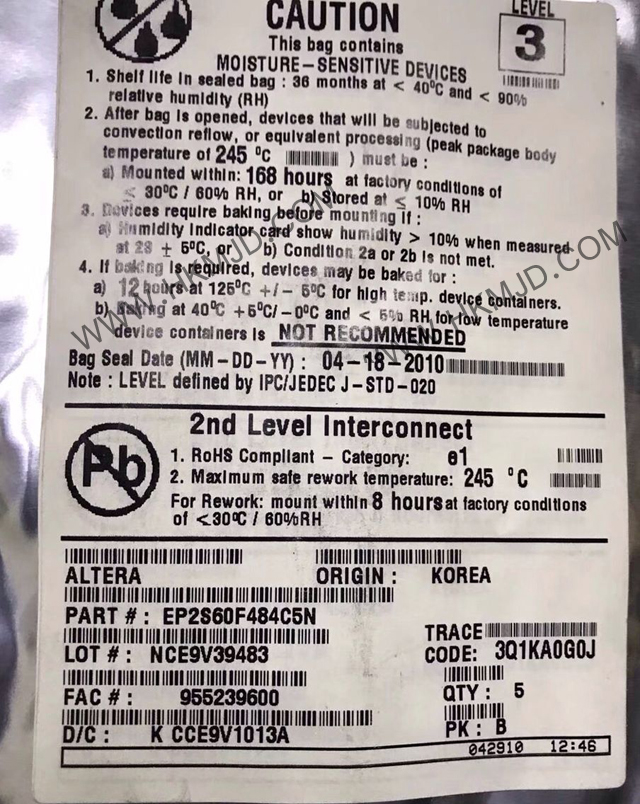 CAUTION
This bag contains
MOISTURE-SENSITIVE DEVICES
LEVEL
3
1. Shelf life in sealed bag : 36 months at < 40°C and < 90%
relative humidity (RH)
2. After bag is opened, devices that will be subjected to
convection reflow, or equivalent processing (peak package body
temperature of 245 °C ) must be :
a) Mounted within: 168 hours at factory conditions of
≤ 30°C / 60% RH, or b) Stored at ≤ 10% RH
3. Devices require baking before mounting if :
a) Humidity Indicator card show humidity > 10% when measured
at 23 ± 5°C, or b) Condition 2a or 2b is not met.
4. If baking is required, devices may be baked for :
a) 12 hours at 125°C +/- 5°C for high temp. device containers.
b) Baking at 40°C +5°C/-0°C and < 5% RH for low temperature
device containers is NOT RECOMMENDED
Bag Seal Date (MM-DD-YY) : 04-18-2010
Note : LEVEL defined by IPC/JEDEC J-STD-020
2nd Level Interconnect
Pb
1. RoHS Compliant - Category: e1
2. Maximum safe rework temperature: 245 °C
For Rework: mount within 8 hours at factory conditions
of <30°C / 60%RH
ALTERA ORIGIN : KOREA
PART # : EP2S60F484C5N
LOT # : NCE9V39483
TRACE
CODE: 3Q1KA0G0J
FAC # : 955239600
QTY : 5
D/C : K CCE9V1013A
PK : B
042910 12:46
WWW.HKMJD.COM
WWW.HKMJD.COM